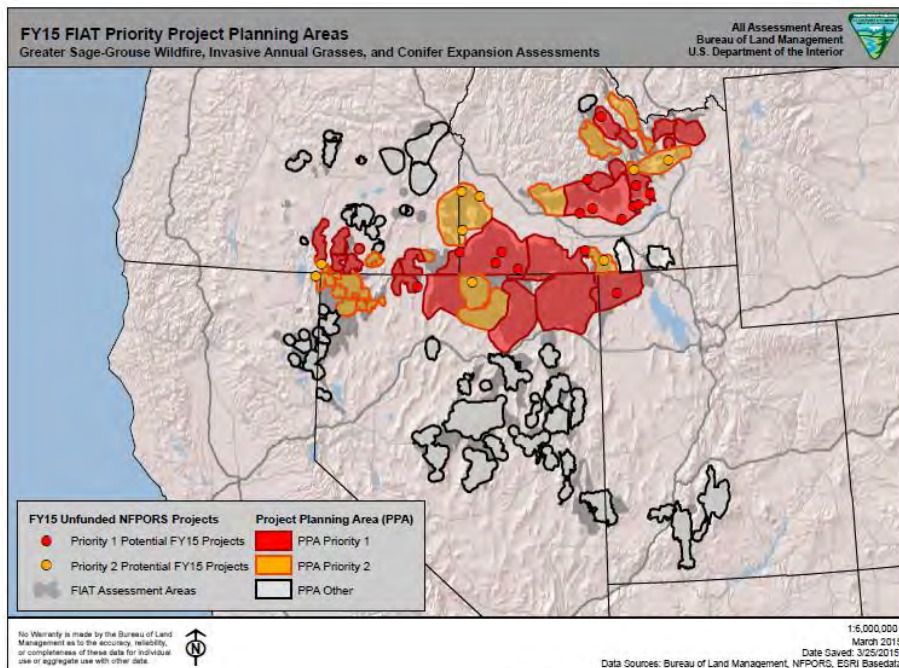 FY15 FIAT Priority Project Planning Areas
Greater Sage-Grouse Wildfire, Invasive Annual Grasses, and Conifer Expansion Assessments
All Assessment Areas
Bureau of Land Management
U.S. Department of the Interior
FY15 Unfunded NFPORS Projects
Priority 1 Potential FY15 Projects
Priority 2 Potential FY15 Projects
FIAT Assessment Areas
Project Planning Area (PPA)
PPA Priority 1
PPA Priority 2
PPA Other
No Warranty is made by the Bureau of Land
Management as to the accuracy, reliability,
or completeness of these data for individual
use or aggregate use with other data.
N
1:6,000,000
March 2015
Date Saved: 3/25/2015
Data Sources: Bureau of Land Management, NFPORS, ESRI Basedata